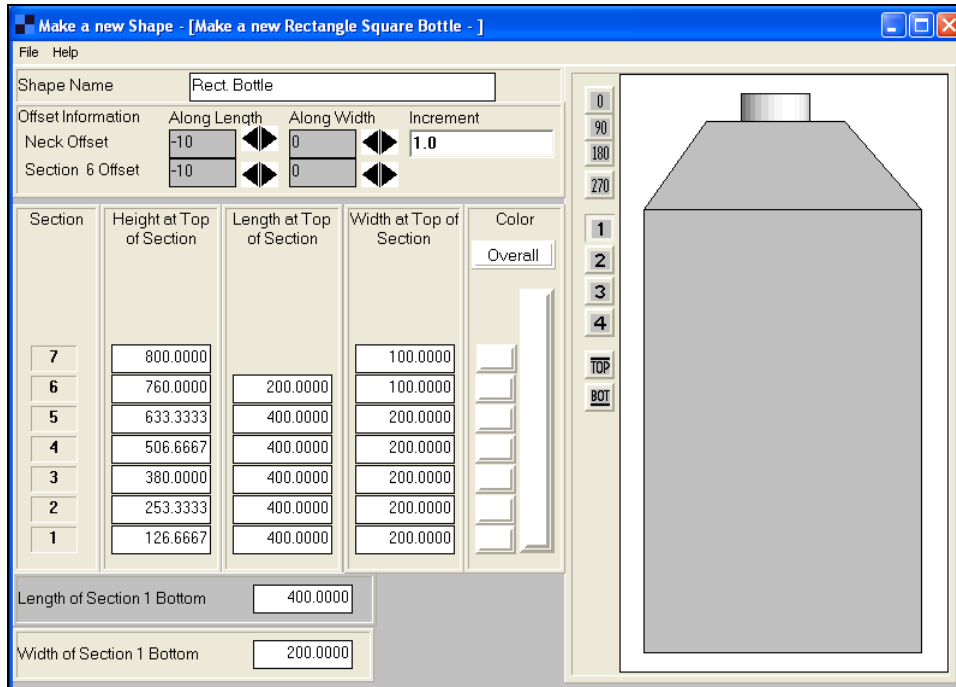 Make a new Shape - [Make a new Rectangle Square Bottle - ]
File Help
Shape Name Rect. Bottle
Offset Information Along Length Along Width Increment
Neck Offset -10 0 1.0
Section 6 Offset -10 0
Section Height at Top of Section Length at Top of Section Width at Top of Section Color
Overall
7 800.0000 100.0000
6 760.0000 200.0000 100.0000
5 633.3333 400.0000 200.0000
4 506.6667 400.0000 200.0000
3 380.0000 400.0000 200.0000
2 253.3333 400.0000 200.0000
1 126.6667 400.0000 200.0000
Length of Section 1 Bottom 400.0000
Width of Section 1 Bottom 200.0000
0
90
180
270
1
2
3
4
TOP
BOT